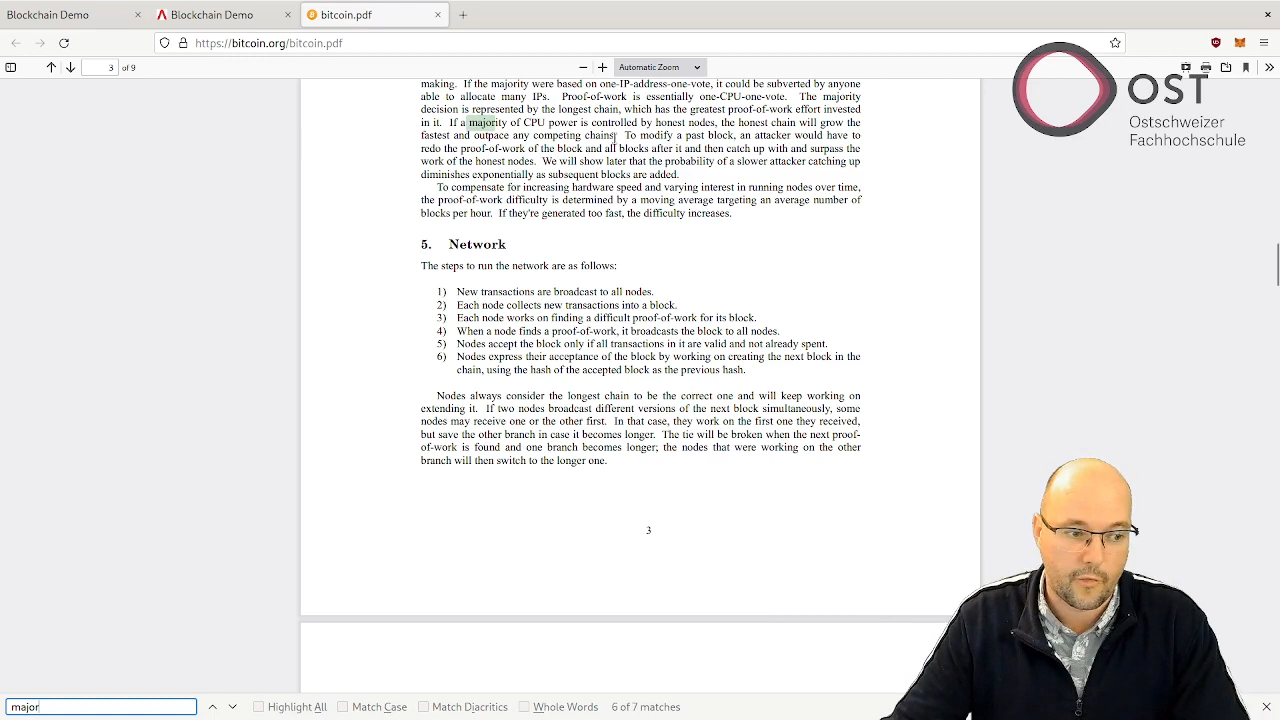 Blockchain Demo
Blockchain Demo
bitcoin.pdf
https://bitcoin.org/bitcoin.pdf
3 of 9
Automatic Zoom
OST
Ostschweizer
Fachhochschule
making. If the majority were based on one-IP-address-one-vote, it could be subverted by anyone
able to allocate many IPs. Proof-of-work is essentially one-CPU-one-vote. The majority
decision is represented by the longest chain, which has the greatest proof-of-work effort invested
in it. If a majority of CPU power is controlled by honest nodes, the honest chain will grow the
fastest and outpace any competing chains. To modify a past block, an attacker would have to
redo the proof-of-work of the block and all blocks after it and then catch up with and surpass the
work of the honest nodes. We will show later that the probability of a slower attacker catching up
diminishes exponentially as subsequent blocks are added.
To compensate for increasing hardware speed and varying interest in running nodes over time,
the proof-of-work difficulty is determined by a moving average targeting an average number of
blocks per hour. If they're generated too fast, the difficulty increases.
5. Network
The steps to run the network are as follows:
1) New transactions are broadcast to all nodes.
2) Each node collects new transactions into a block.
3) Each node works on finding a difficult proof-of-work for its block.
4) When a node finds a proof-of-work, it broadcasts the block to all nodes.
5) Nodes accept the block only if all transactions in it are valid and not already spent.
6) Nodes express their acceptance of the block by working on creating the next block in the
chain, using the hash of the accepted block as the previous hash.
Nodes always consider the longest chain to be the correct one and will keep working on
extending it. If two nodes broadcast different versions of the next block simultaneously, some
nodes may receive one or the other first. In that case, they work on the first one they received,
but save the other branch in case it becomes longer. The tie will be broken when the next proof-
of-work is found and one branch becomes longer; the nodes that were working on the other
branch will then switch to the longer one.
3
major
Highlight All
Match Case
Match Diacritics
Whole Words
6 of 7 matches